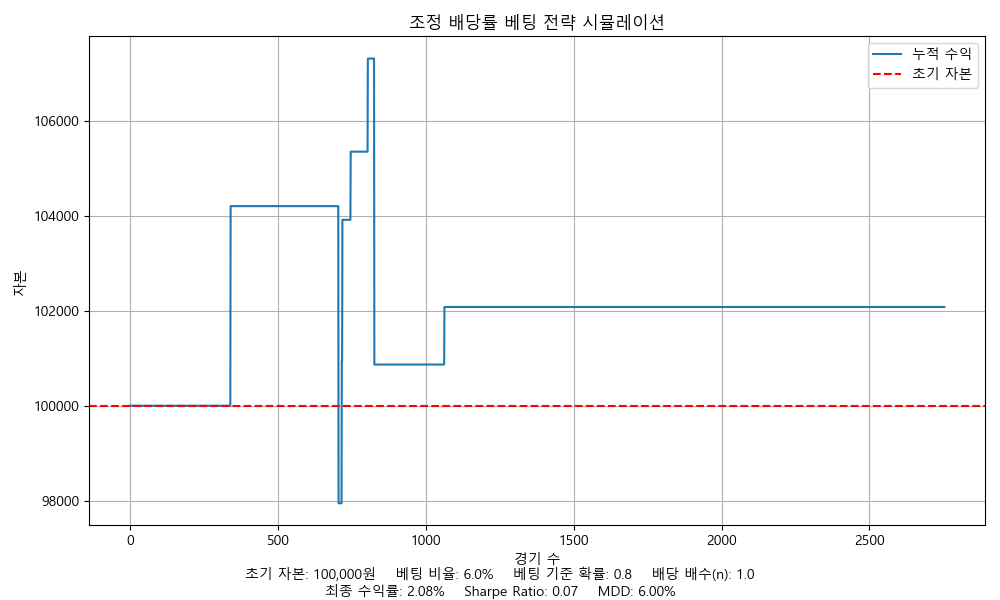 조정 배당률 베팅 전략 시뮬레이션
누적 수익
초기 자본
자본
106000
104000
102000
100000
98000
0
500
1000
1500
2000
2500
경기 수
초기 자본: 100,000원 베팅 비율: 6.0% 베팅 기준 확률: 0.8 배당 배수(n): 1.0
최종 수익률: 2.08% Sharpe Ratio: 0.07 MDD: 6.00%